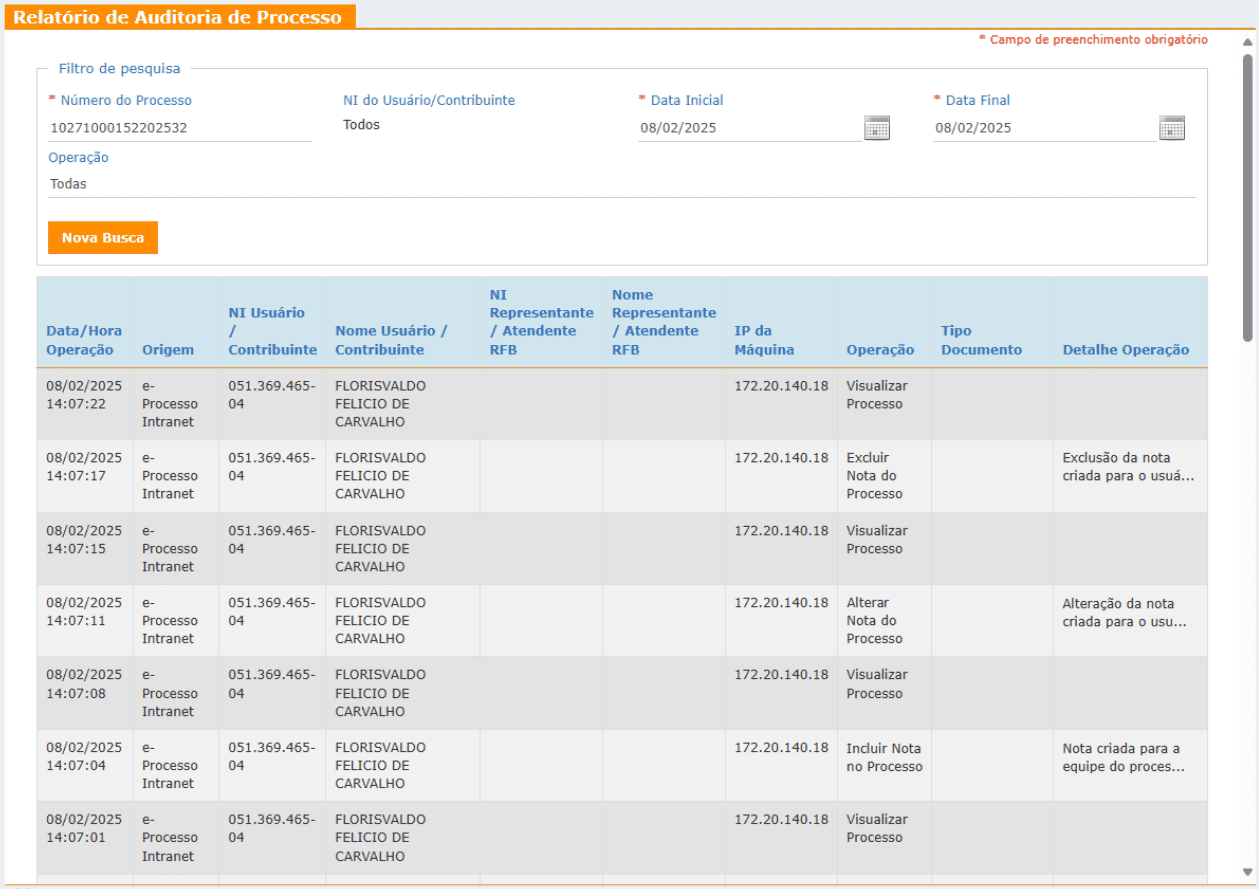 Relatório de Auditoria de Processo
* Campo de preenchimento obrigatório
Filtro de pesquisa
* Número do Processo
10271000152202532
NI do Usuário/Contribuinte
Todos
* Data Inicial
08/02/2025
* Data Final
08/02/2025
Operação
Todas
Nova Busca
Data/Hora
Operação
Origem
NI Usuário
/
Contribuinte
Nome Usuário /
Contribuinte
NI
Representante
/ Atendente
RFB
Nome
Representante
/ Atendente
RFB
IP da
Máquina
Operação
Tipo
Documento
Detalhe Operação
08/02/2025
14:07:22
e-
Processo
Intranet
051.369.465-
04
FLORISVALDO
FELICIO DE
CARVALHO
172.20.140.18
Visualizar
Processo
08/02/2025
14:07:17
e-
Processo
Intranet
051.369.465-
04
FLORISVALDO
FELICIO DE
CARVALHO
172.20.140.18
Excluir
Nota do
Processo
Exclusão da nota
criada para o usuá...
08/02/2025
14:07:15
e-
Processo
Intranet
051.369.465-
04
FLORISVALDO
FELICIO DE
CARVALHO
172.20.140.18
Visualizar
Processo
08/02/2025
14:07:11
e-
Processo
Intranet
051.369.465-
04
FLORISVALDO
FELICIO DE
CARVALHO
172.20.140.18
Alterar
Nota do
Processo
Alteração da nota
criada para o usu...
08/02/2025
14:07:08
e-
Processo
Intranet
051.369.465-
04
FLORISVALDO
FELICIO DE
CARVALHO
172.20.140.18
Visualizar
Processo
08/02/2025
14:07:04
e-
Processo
Intranet
051.369.465-
04
FLORISVALDO
FELICIO DE
CARVALHO
172.20.140.18
Incluir Nota
no Processo
Nota criada para a
equipe do proces...
08/02/2025
14:07:01
e-
Processo
Intranet
051.369.465-
04
FLORISVALDO
FELICIO DE
CARVALHO
172.20.140.18
Visualizar
Processo